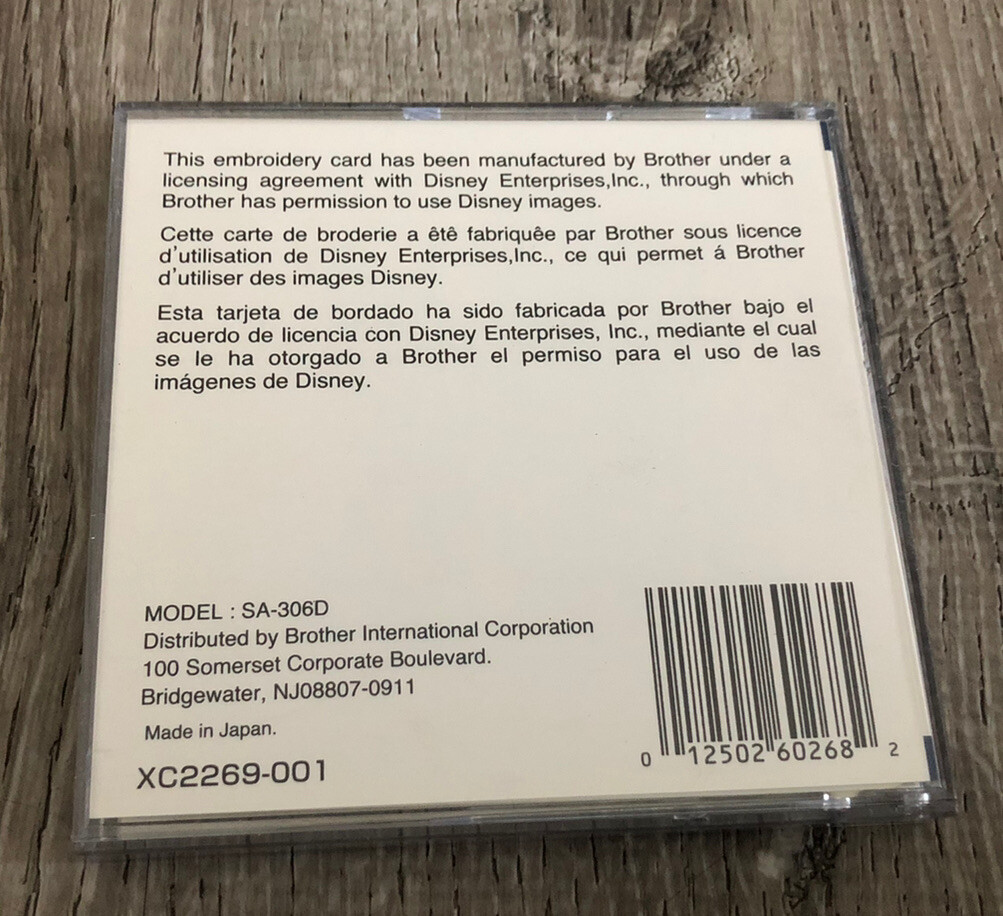 This embroidery card has been manufactured by Brother under a
licensing agreement with Disney Enterprises,Inc., through which
Brother has permission to use Disney images.
Cette carte de broderie a êtê fabriquêe par Brother sous licence
d'utilisation de Disney Enterprises,Inc., ce qui permet á Brother
d'utiliser des images Disney.
Esta tarjeta de bordado ha sido fabricada por Brother bajo el
acuerdo de licencia con Disney Enterprises, Inc., mediante el cual
se le ha otorgado a Brother el permiso para el uso de las
imágenes de Disney.
MODEL : SA-306D
Distributed by Brother International Corporation
100 Somerset Corporate Boulevard.
Bridgewater, NJ08807-0911
Made in Japan.
XC2269-001
0 12502 60268 2